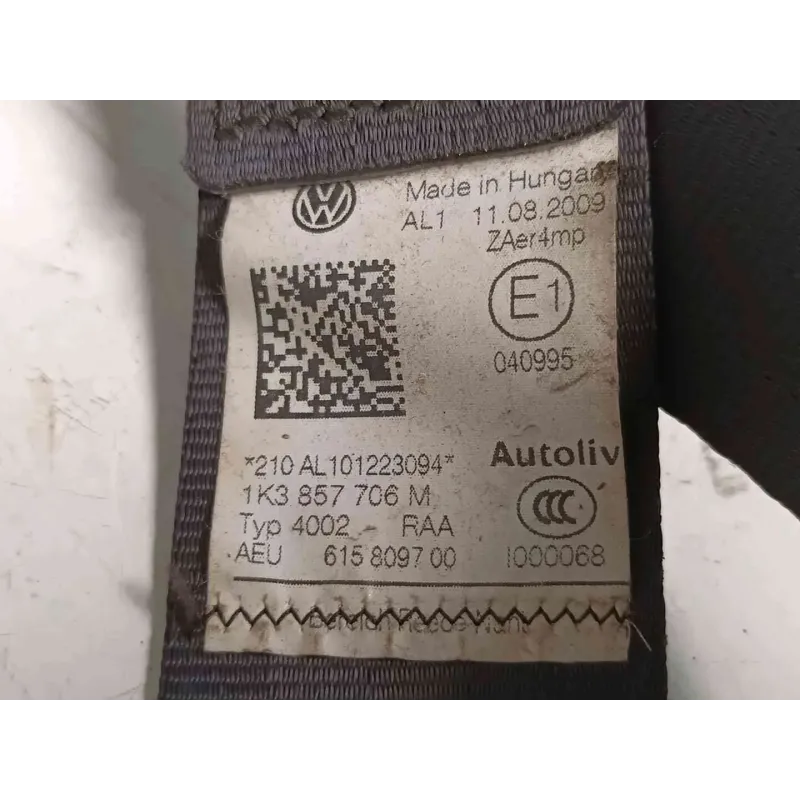 Made in Hungary
AL1 11.08.2009
ZAer4mp
E1
040995
*210 AL101223094*
Autoliv
1K3 857 706 M
CCC
Typ 4002 RAA
AEU 615 8097 00 I000068